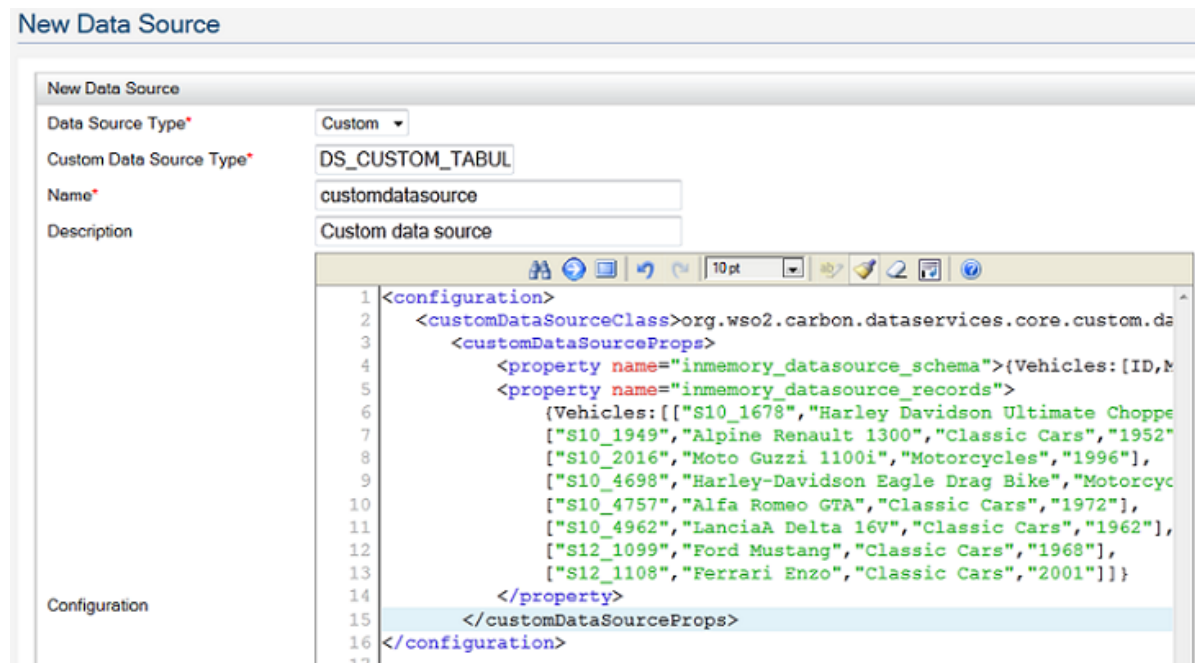 New Data Source
New Data Source
Data Source Type* Custom
Custom Data Source Type* DS_CUSTOM_TABUL
Name* customdatasource
Description Custom data source
10 pt
1 <configuration>
2 <customDataSourceClass>org.wso2.carbon.dataservices.core.custom.da
3 <customDataSourceProps>
4 <property name="inmemory_datasource_schema">{Vehicles:[ID,M
5 <property name="inmemory_datasource_records">
6 {Vehicles:[["S10_1678","Harley Davidson Ultimate Choppe
7 ["S10_1949","Alpine Renault 1300","Classic Cars","1952"
8 ["S10_2016","Moto Guzzi 1100i","Motorcycles","1996"],
9 ["S10_4698","Harley-Davidson Eagle Drag Bike","Motorcyc
10 ["S10_4757","Alfa Romeo GTA","Classic Cars","1972"],
11 ["S10_4962","LanciaA Delta 16V","Classic Cars","1962"],
12 ["S12_1099","Ford Mustang","Classic Cars","1968"],
13 ["S12_1108","Ferrari Enzo","Classic Cars","2001"]]}
Configuration
14 </property>
15 </customDataSourceProps>
16 </configuration>
17